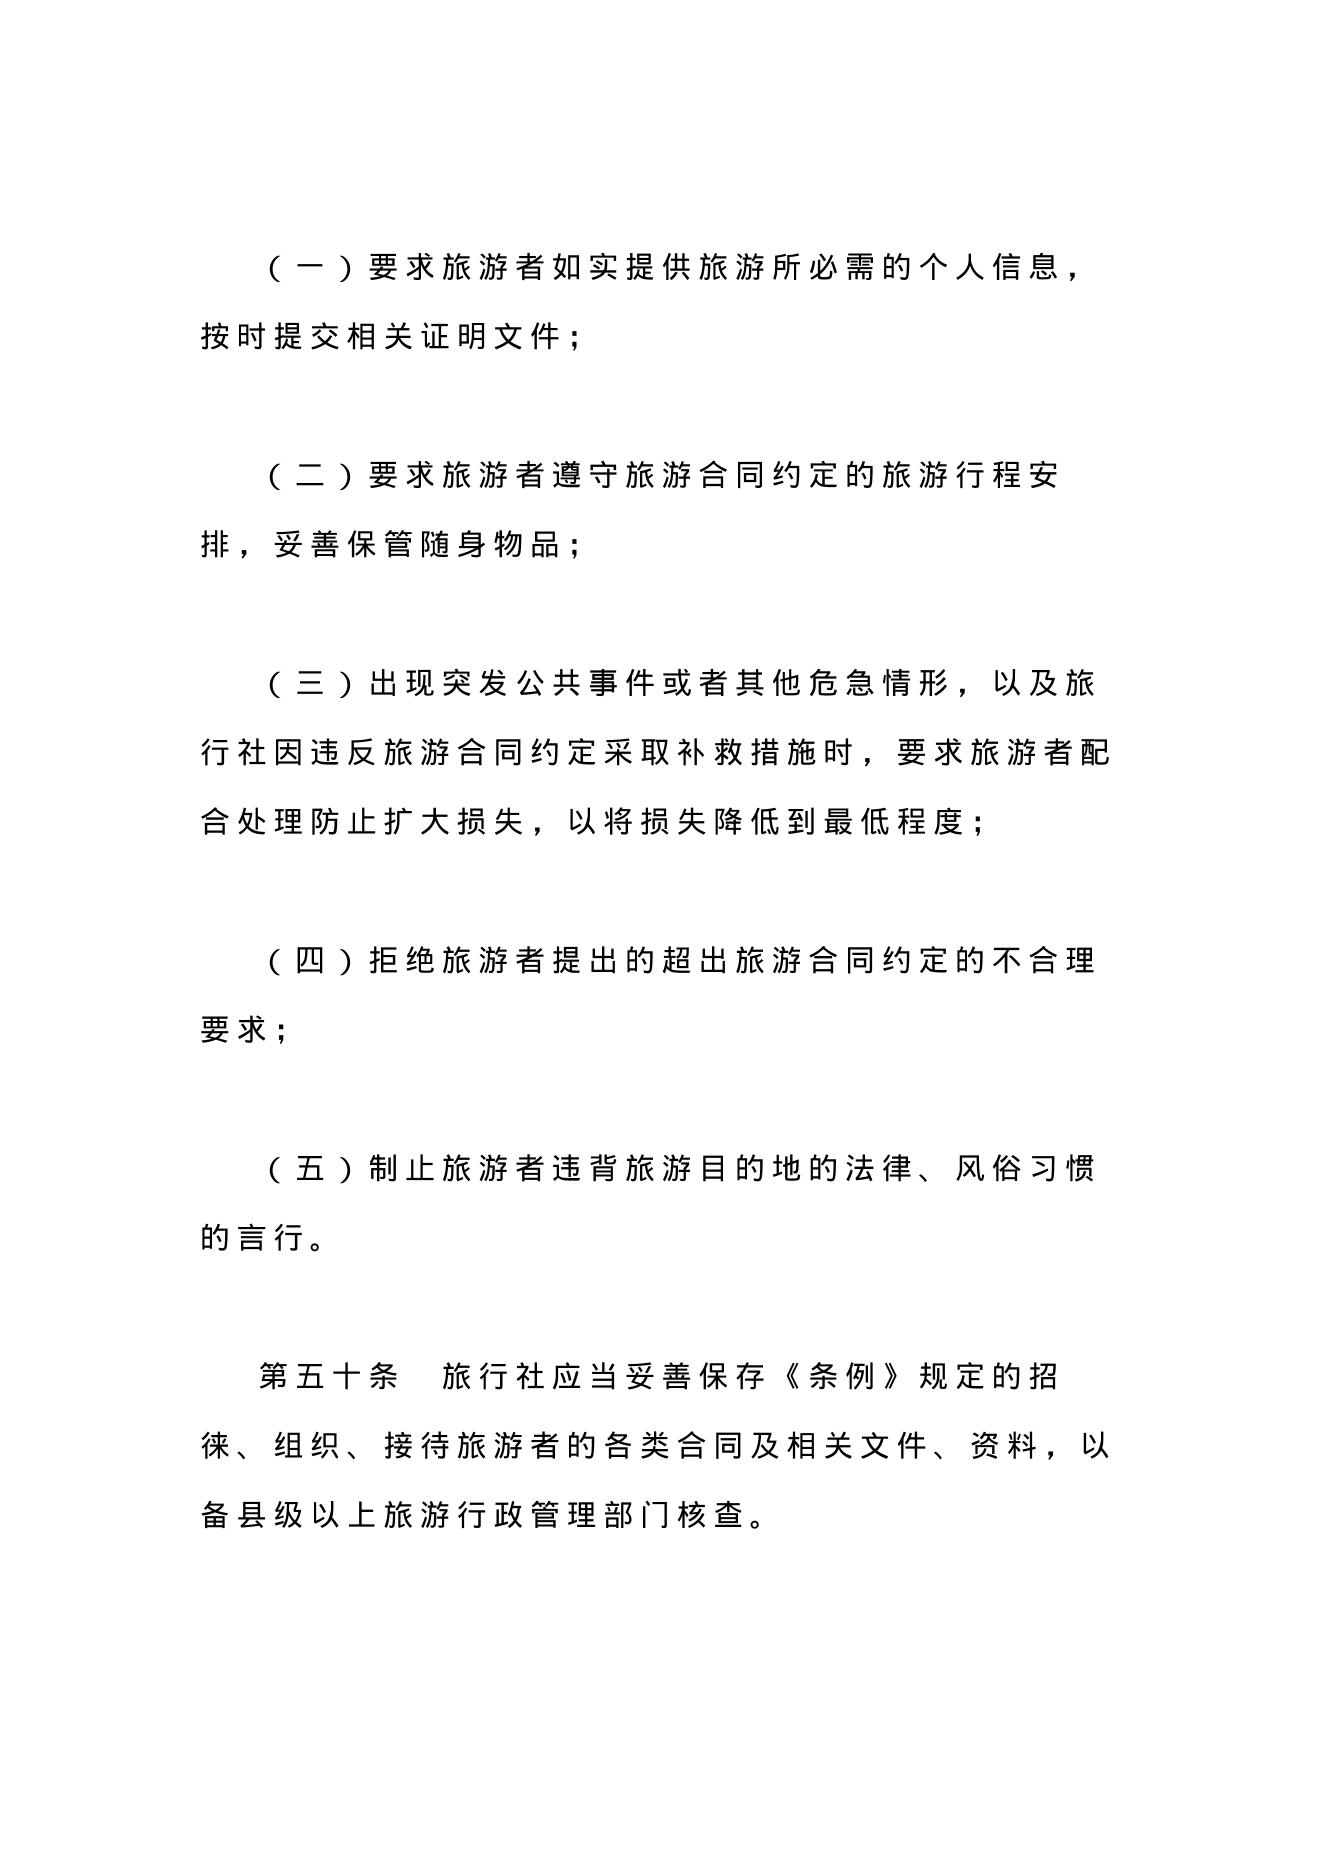 （一）要求旅游者如实提供旅游所必需的个人信息，
按时提交相关证明文件；
（二）要求旅游者遵守旅游合同约定的旅游行程安
排，妥善保管随身物品；
（三）出现突发公共事件或者其他危急情形，以及旅
行社因违反旅游合同约定采取补救措施时，要求旅游者配
合处理防止扩大损失，以将损失降低到最低程度；
（四）拒绝旅游者提出的超出旅游合同约定的不合理
要求；
（五）制止旅游者违背旅游目的地的法律、风俗习惯
的言行。
第五十条　旅行社应当妥善保存《条例》规定的招
徕、组织、接待旅游者的各类合同及相关文件、资料，以
备县级以上旅游行政管理部门核查。